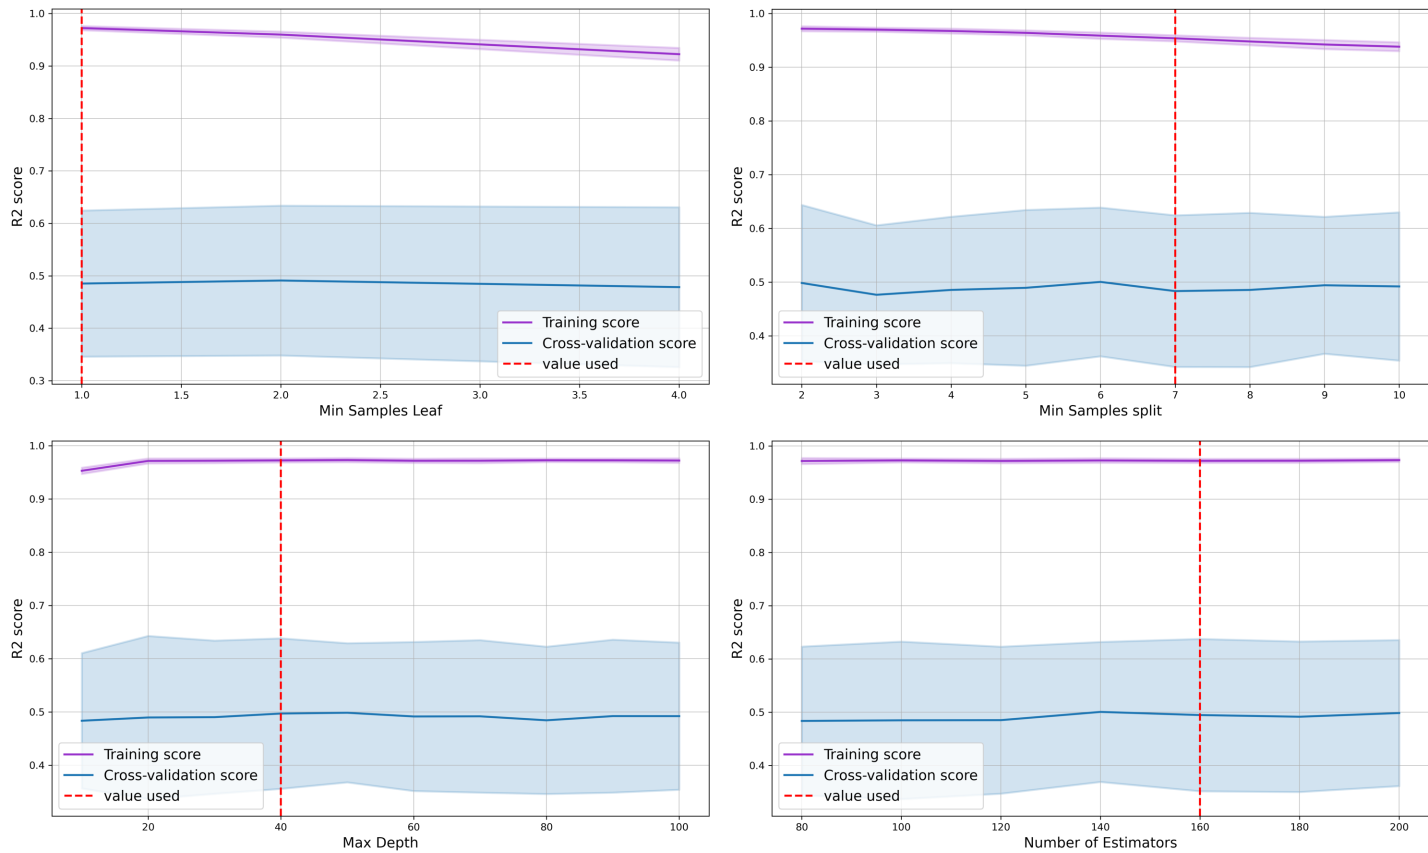 1.0
0.9
0.8
0.7
0.6
0.5
0.4
0.3
R2 score
Training score
Cross-validation score
value used
1.0 1.5 2.0 2.5 3.0 3.5 4.0
Min Samples Leaf
1.0
0.9
0.8
0.7
0.6
0.5
0.4
R2 score
Training score
Cross-validation score
value used
2 3 4 5 6 7 8 9 10
Min Samples split
1.0
0.9
0.8
0.7
0.6
0.5
0.4
R2 score
Training score
Cross-validation score
value used
20 40 60 80 100
Max Depth
1.0
0.9
0.8
0.7
0.6
0.5
0.4
R2 score
Training score
Cross-validation score
value used
80 100 120 140 160 180 200
Number of Estimators